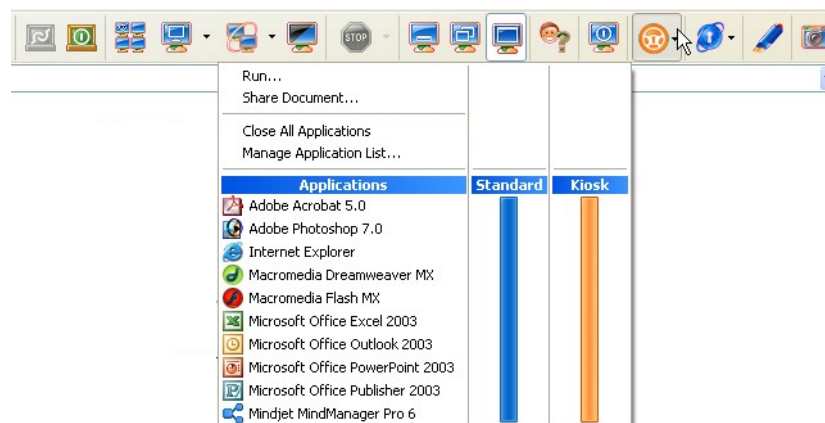 STOP
Run...
Share Document...
Close All Applications
Manage Application List...
Applications Standard Kiosk
Adobe Acrobat 5.0
Adobe Photoshop 7.0
Internet Explorer
Macromedia Dreamweaver MX
Macromedia Flash MX
Microsoft Office Excel 2003
Microsoft Office Outlook 2003
Microsoft Office PowerPoint 2003
Microsoft Office Publisher 2003
Mindjet MindManager Pro 6